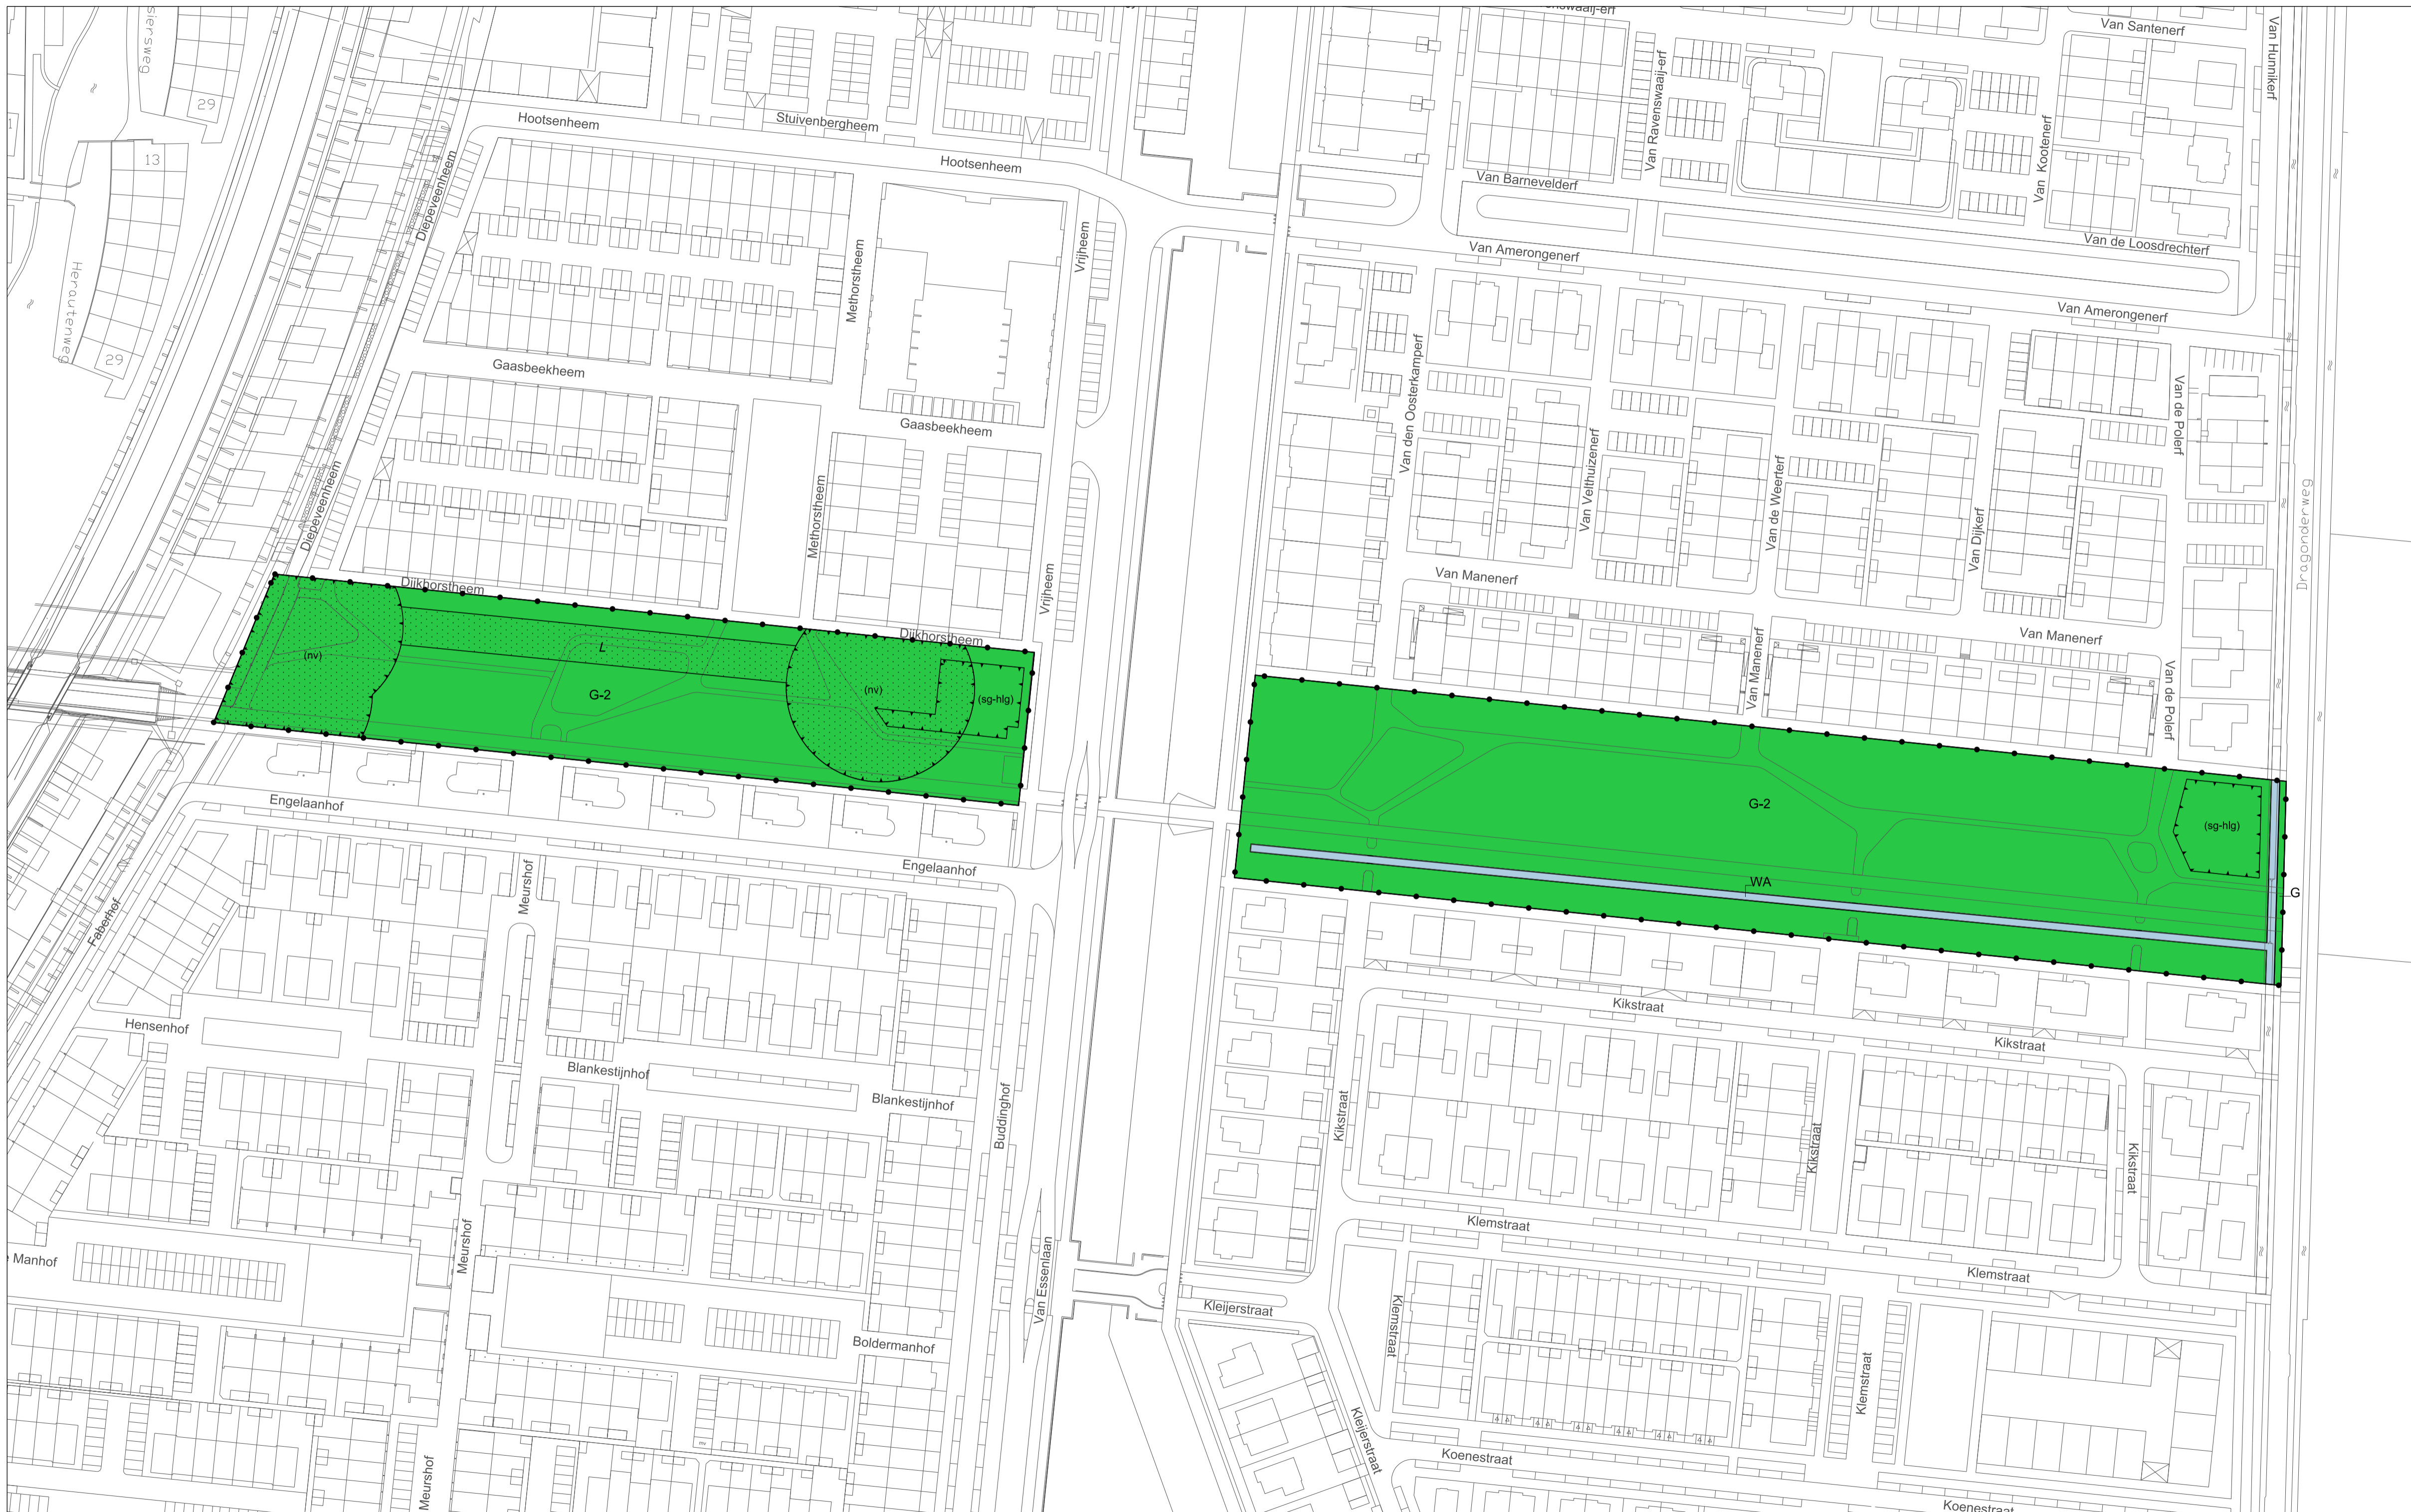 Van Santenerf
Van Hunnikerf
29
Van Ravenswaaij-erf
Hootsenheem
Stuivenbergheem
13
Hootsenheem
Diepeveenheem
Van Barnevelderf
Van Kootenerf
Van de Loosdrechterf
Vrijheem
Van Amerongenerf
Methorstheem
Herautenweg
Van Amerongenerf
29
Gaasbeekheem
Van den Oosterkamperf
Van de Polerf
Gaasbeekheem
Van Velthuizenerf
Van de Weerterf
Diepeveenheem
Methorstheem
Van Dijkerf
Dragonderweg
Dijkhorstheem
Vrijheem
Van Manenerf
Dijkhorstheem
Van Manenerf
(nv)
L
G-2
(nv)
(sg-hlg)
Van Manenerf
Van de Polerf
Engelaanhof
G-2
(sg-hlg)
Engelaanhof
WA
G
Meurshof
Faberhof
Hensenhof
Kikstraat
Kikstraat
Blankestijnhof
Blankestijnhof
Buddinghof
Kikstraat
Kikstraat
Kikstraat
Manhof
Meurshof
Klemstraat
Klemstraat
Van Essenlaan
Kleijerstraat
Boldermanhof
Klemstraat
Klemstraat
Kleijerstraat
Koenestraat
Meurshof
Koenestraat